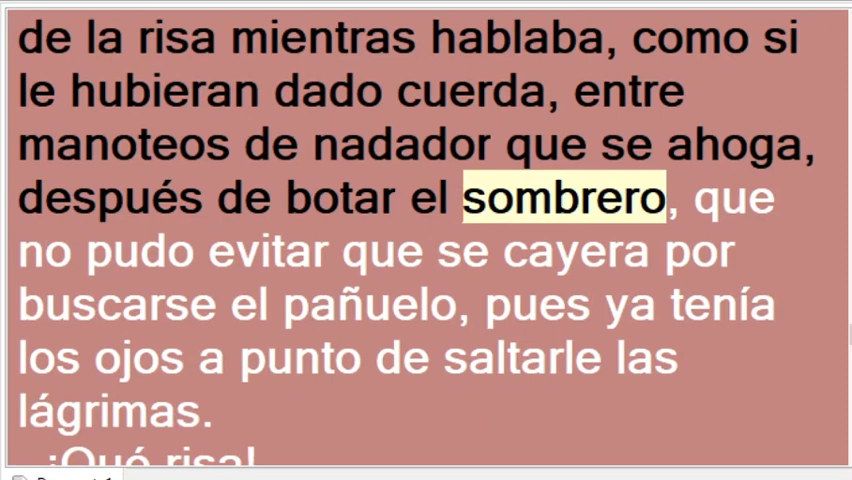 de la risa mientras hablaba, como si
le hubieran dado cuerda, entre
manoteos de nadador que se ahoga,
después de botar el sombrero, que
no pudo evitar que se cayera por
buscarse el pañuelo, pues ya tenía
los ojos a punto de saltarle las
lágrimas.
¡Qué risa!